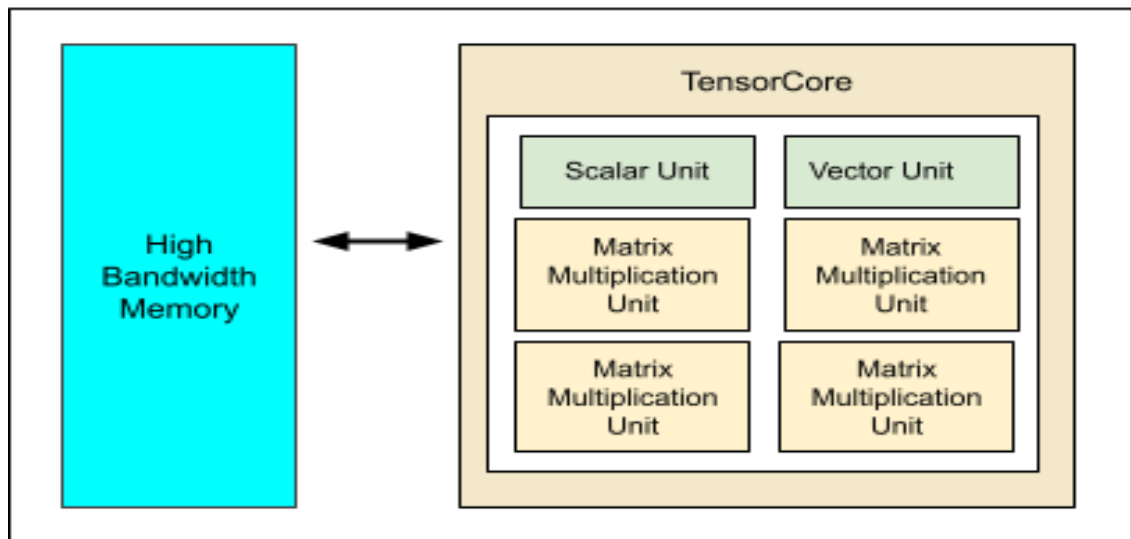 TensorCore
High
Bandwidth
Memory
Scalar Unit
Vector Unit
Matrix
Multiplication
Unit
Matrix
Multiplication
Unit
Matrix
Multiplication
Unit
Matrix
Multiplication
Unit